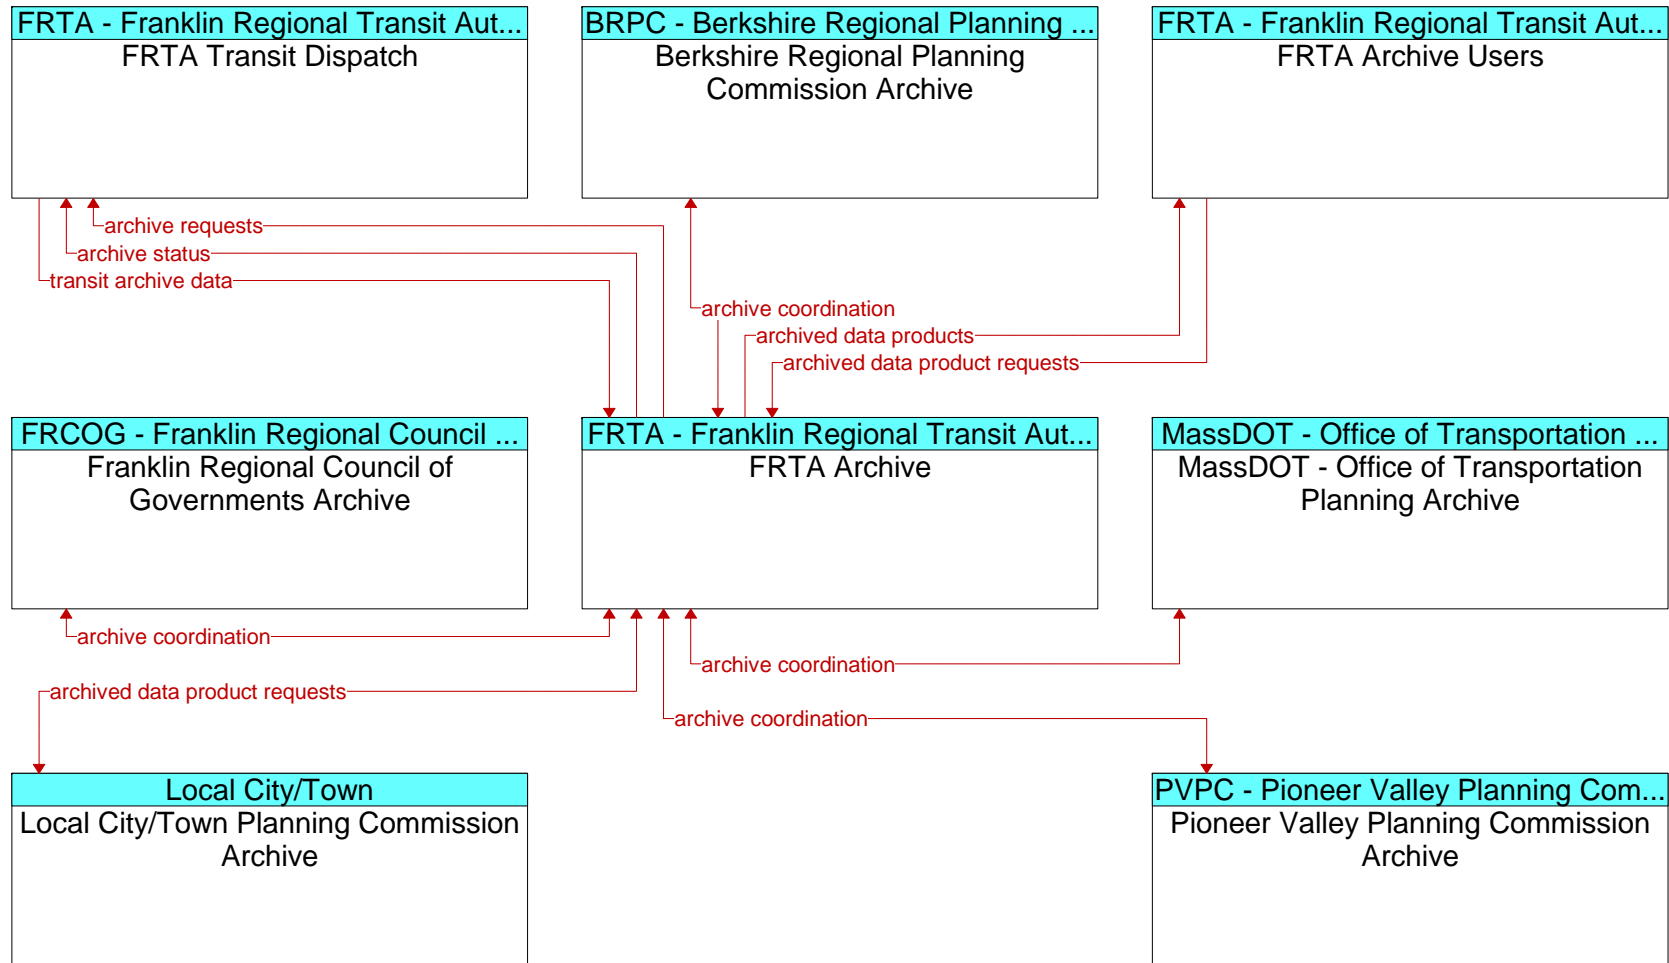 FRTA - Franklin Regional Transit Aut...
FRTA Transit Dispatch
BRPC - Berkshire Regional Planning ...
Berkshire Regional Planning
Commission Archive
FRTA - Franklin Regional Transit Aut...
FRTA Archive Users
archive requests
archive status
transit archive data
archive coordination
archived data products
archived data product requests
FRCOG - Franklin Regional Council ...
Franklin Regional Council of
Governments Archive
FRTA - Franklin Regional Transit Aut...
FRTA Archive
MassDOT - Office of Transportation ...
MassDOT - Office of Transportation
Planning Archive
archive coordination
archive coordination
archived data product requests
archive coordination
Local City/Town
Local City/Town Planning Commission
Archive
PVPC - Pioneer Valley Planning Com...
Pioneer Valley Planning Commission
Archive